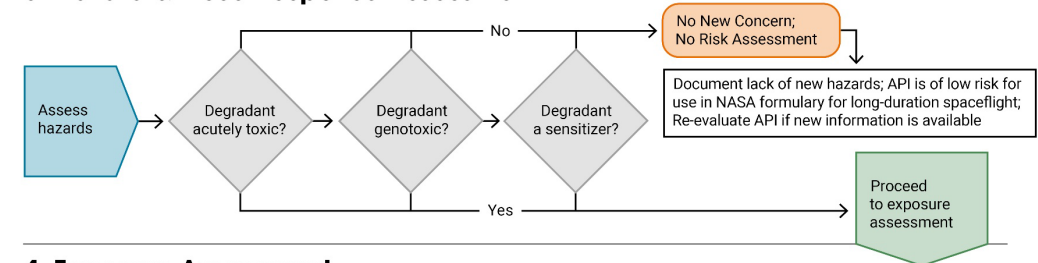 No
No New Concern;
No Risk Assessment
Assess
hazards
Degradant
acutely toxic?
Degradant
genotoxic?
Degradant
a sensitizer?
Document lack of new hazards; API is of low risk for
use in NASA formulary for long-duration spaceflight;
Re-evaluate API if new information is available
Yes
Proceed
to exposure
assessment